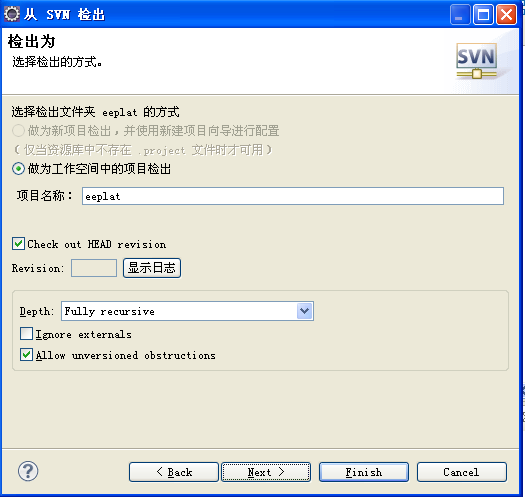 从 SVN 检出
检出为
选择检出的方式。
SVN
选择检出文件夹 eeplat 的方式
做为新项目检出，并使用新建项目向导进行配置
（仅当资源库中不存在 .project 文件时才可用）
做为工作空间中的项目检出
项目名称： eeplat
Check out HEAD revision
Revision: 显示日志
Depth: Fully recursive
Ignore externals
Allow unversioned obstructions
? < Back Next > Finish Cancel